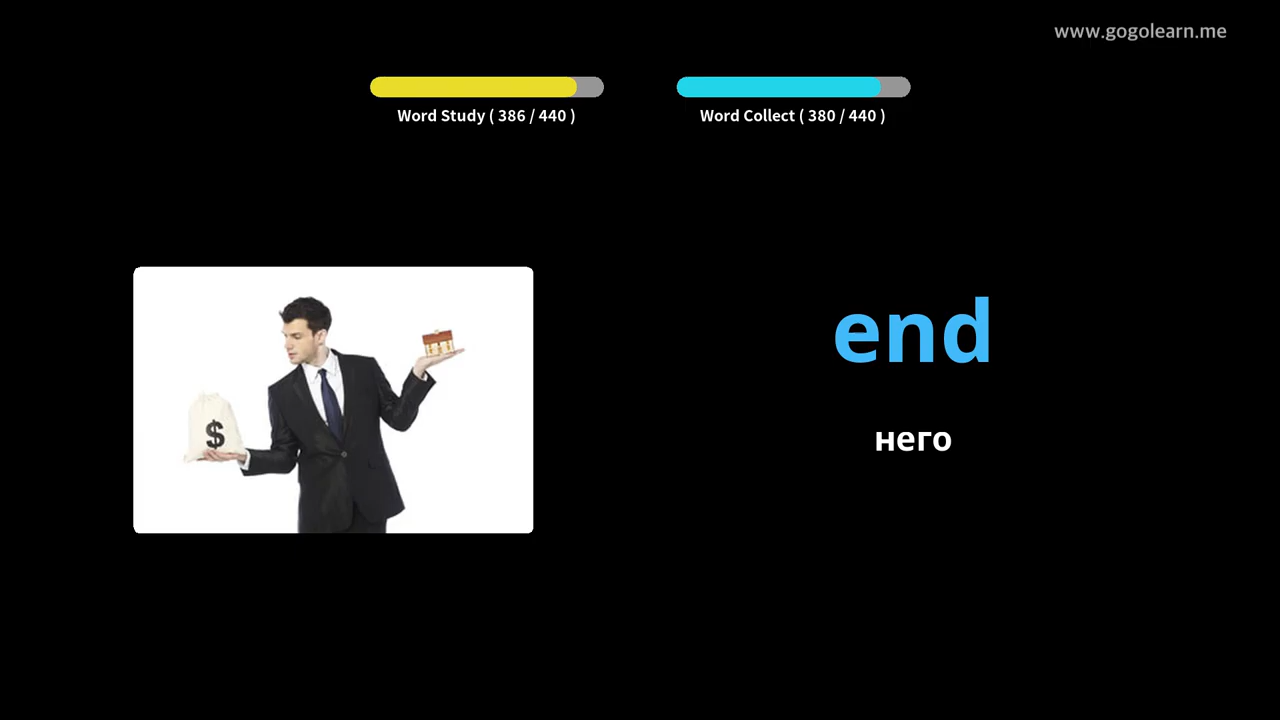 www.gogolearn.me
Word Study ( 386 / 440 )
Word Collect ( 380 / 440 )
$
end
него